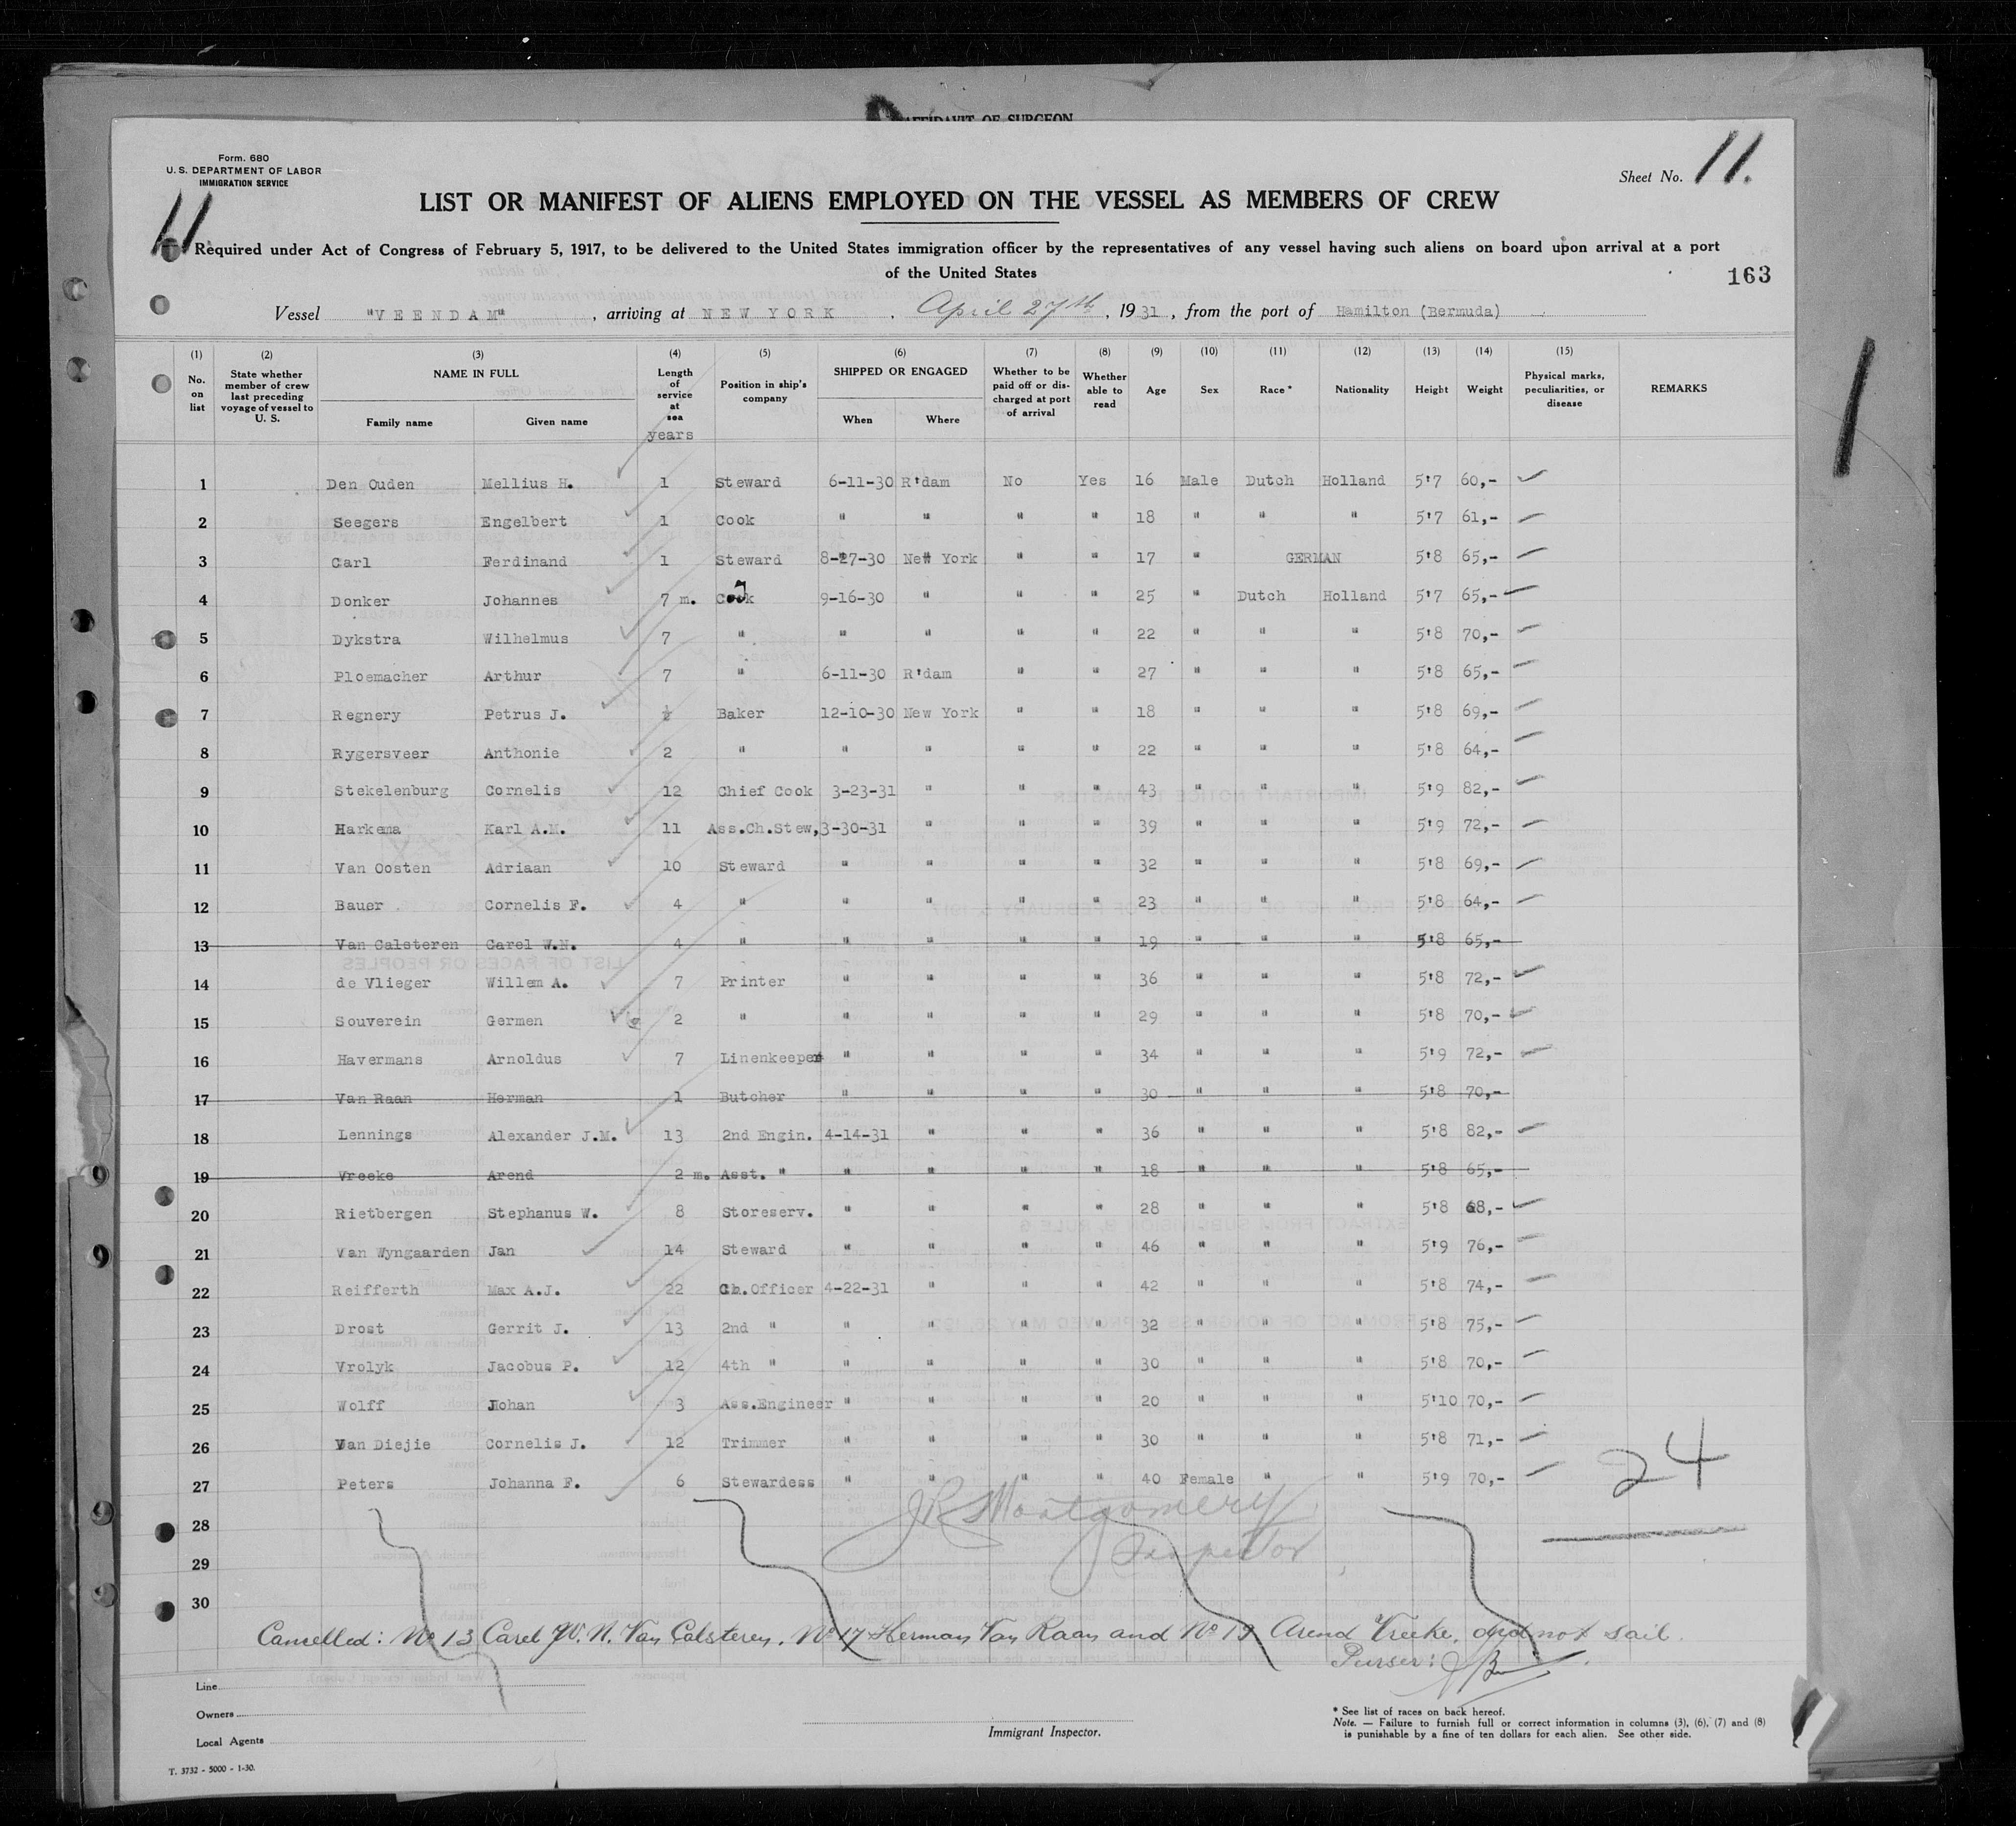 AFFIDAVIT OF SURGEON
Form. 680
U. S. DEPARTMENT OF LABOR
IMMIGRATION SERVICE
Sheet No. 11.
11
LIST OR MANIFEST OF ALIENS EMPLOYED ON THE VESSEL AS MEMBERS OF CREW
Required under Act of Congress of February 5, 1917, to be delivered to the United States immigration officer by the representatives of any vessel having such aliens on board upon arrival at a port
of the United States
163
Vessel "VEENDAM", arriving at NEW YORK, April 27th, 1931, from the port of Hamilton (Bermuda)
(1) (2) (3) (4) (5) (6) (7) (8) (9) (10) (11) (12) (13) (14) (15)
No. on list | State whether member of crew last preceding voyage of vessel to U. S. | NAME IN FULL | Length of service at sea | Position in ship's company | SHIPPED OR ENGAGED | Whether to be paid off or discharged at port of arrival | Whether able to read | Age | Sex | Race* | Nationality | Height | Weight | Physical marks, peculiarities, or disease | REMARKS
Family name | Given name | years | When | Where
1 Den Ouden Mellius H. 1 Steward 6-11-30 R'dam No Yes 16 Male Dutch Holland 5'7 60,-
2 Seegers Engelbert 1 Cook " " " " 18 " " " 5'7 61,-
3 Carl Ferdinand 1 Steward 8-27-30 New York " " 17 " GERMAN 5'8 65,-
4 Donker Johannes 7 m. Cook 9-16-30 " " " 25 " Dutch Holland 5'7 65,-
5 Dykstra Wilhelmus 7 " " " " " 22 " " " 5'8 70,-
6 Ploemacher Arthur 7 " 6-11-30 R'dam " " 27 " " " 5'8 65,-
7 Regnery Petrus J. ½ Baker 12-10-30 New York " " 18 " " " 5'8 69,-
8 Rygersveer Anthonie 2 " " " " " 22 " " " 5'8 64,-
9 Stekelenburg Cornelis 12 Chief Cook 3-23-31 " " " 43 " " " 5'9 82,-
10 Harkema Karl A.M. 11 Ass.Ch.Stew, 3-30-31 " " " 39 " " " 5'9 72,-
11 Van Oosten Adriaan 10 Steward " " " " 32 " " " 5'8 69,-
12 Bauer Cornelis F. 4 " " " " " 23 " " " 5'8 64,-
13 Van Calsteren Carel W.N. 4 " " " " " 19 " " " 5'8 65,-
14 de Vlieger Willem A. 7 Printer " " " " 36 " " " 5'8 72,-
15 Souverein Germen 2 " " " " " 29 " " " 5'8 70,-
16 Havermans Arnoldus 7 Linenkeeper " " " " 34 " " " 5'9 72,-
17 Van Raan Herman 1 Butcher " " " " 30 " " " 5'8 70,-
18 Lennings Alexander J.M. 13 2nd Engin. 4-14-31 " " " 36 " " " 5'8 82,-
19 Vreeke Arend 2 m. Asst. " " " " " 18 " " " 5'8 65,-
20 Rietbergen Stephanus W. 8 Storeserv. " " " " 28 " " " 5'8 68,-
21 Van Wyngaarden Jan 14 Steward " " " " 46 " " " 5'9 76,-
22 Reifferth Max A.J. 22 Ch.Officer 4-22-31 " " " 42 " " " 5'8 74,-
23 Drost Gerrit J. 13 2nd " " " " " 32 " " " 5'8 75,-
24 Vrolyk Jacobus P. 12 4th " " " " " 30 " " " 5'8 70,-
25 Wolff Johan 3 Ass.Engineer " " " " 20 " " " 5'10 70,-
26 Van Diejie Cornelis J. 12 Trimmer " " " " 30 " " " 5'8 71,-
27 Peters Johanna F. 6 Stewardess " " " " 40 Female " " 5'9 70,-
24
28
29
30
JR Montgomery
Inspector
Cancelled: No 13 Carel W. N. Van Calsteren. No 17 Herman Van Raan and No 19 Arend Vreeke, did not sail.
Purser:
Line
Owners
Local Agents
Immigrant Inspector.
* See list of races on back hereof.
Note. — Failure to furnish full or correct information in columns (3), (6), (7) and (8)
is punishable by a fine of ten dollars for each alien. See other side.
T. 3732 - 5000 - 1-30.